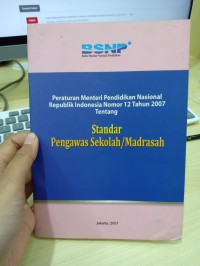 BSNP
Badan Standar Nasional Pendidikan
Peraturan Menteri Pendidikan Nasional
Republik Indonesia Nomor 12 Tahun 2007
Tentang
Standar
Pengawas Sekolah/Madrasah
Jakarta, 2007